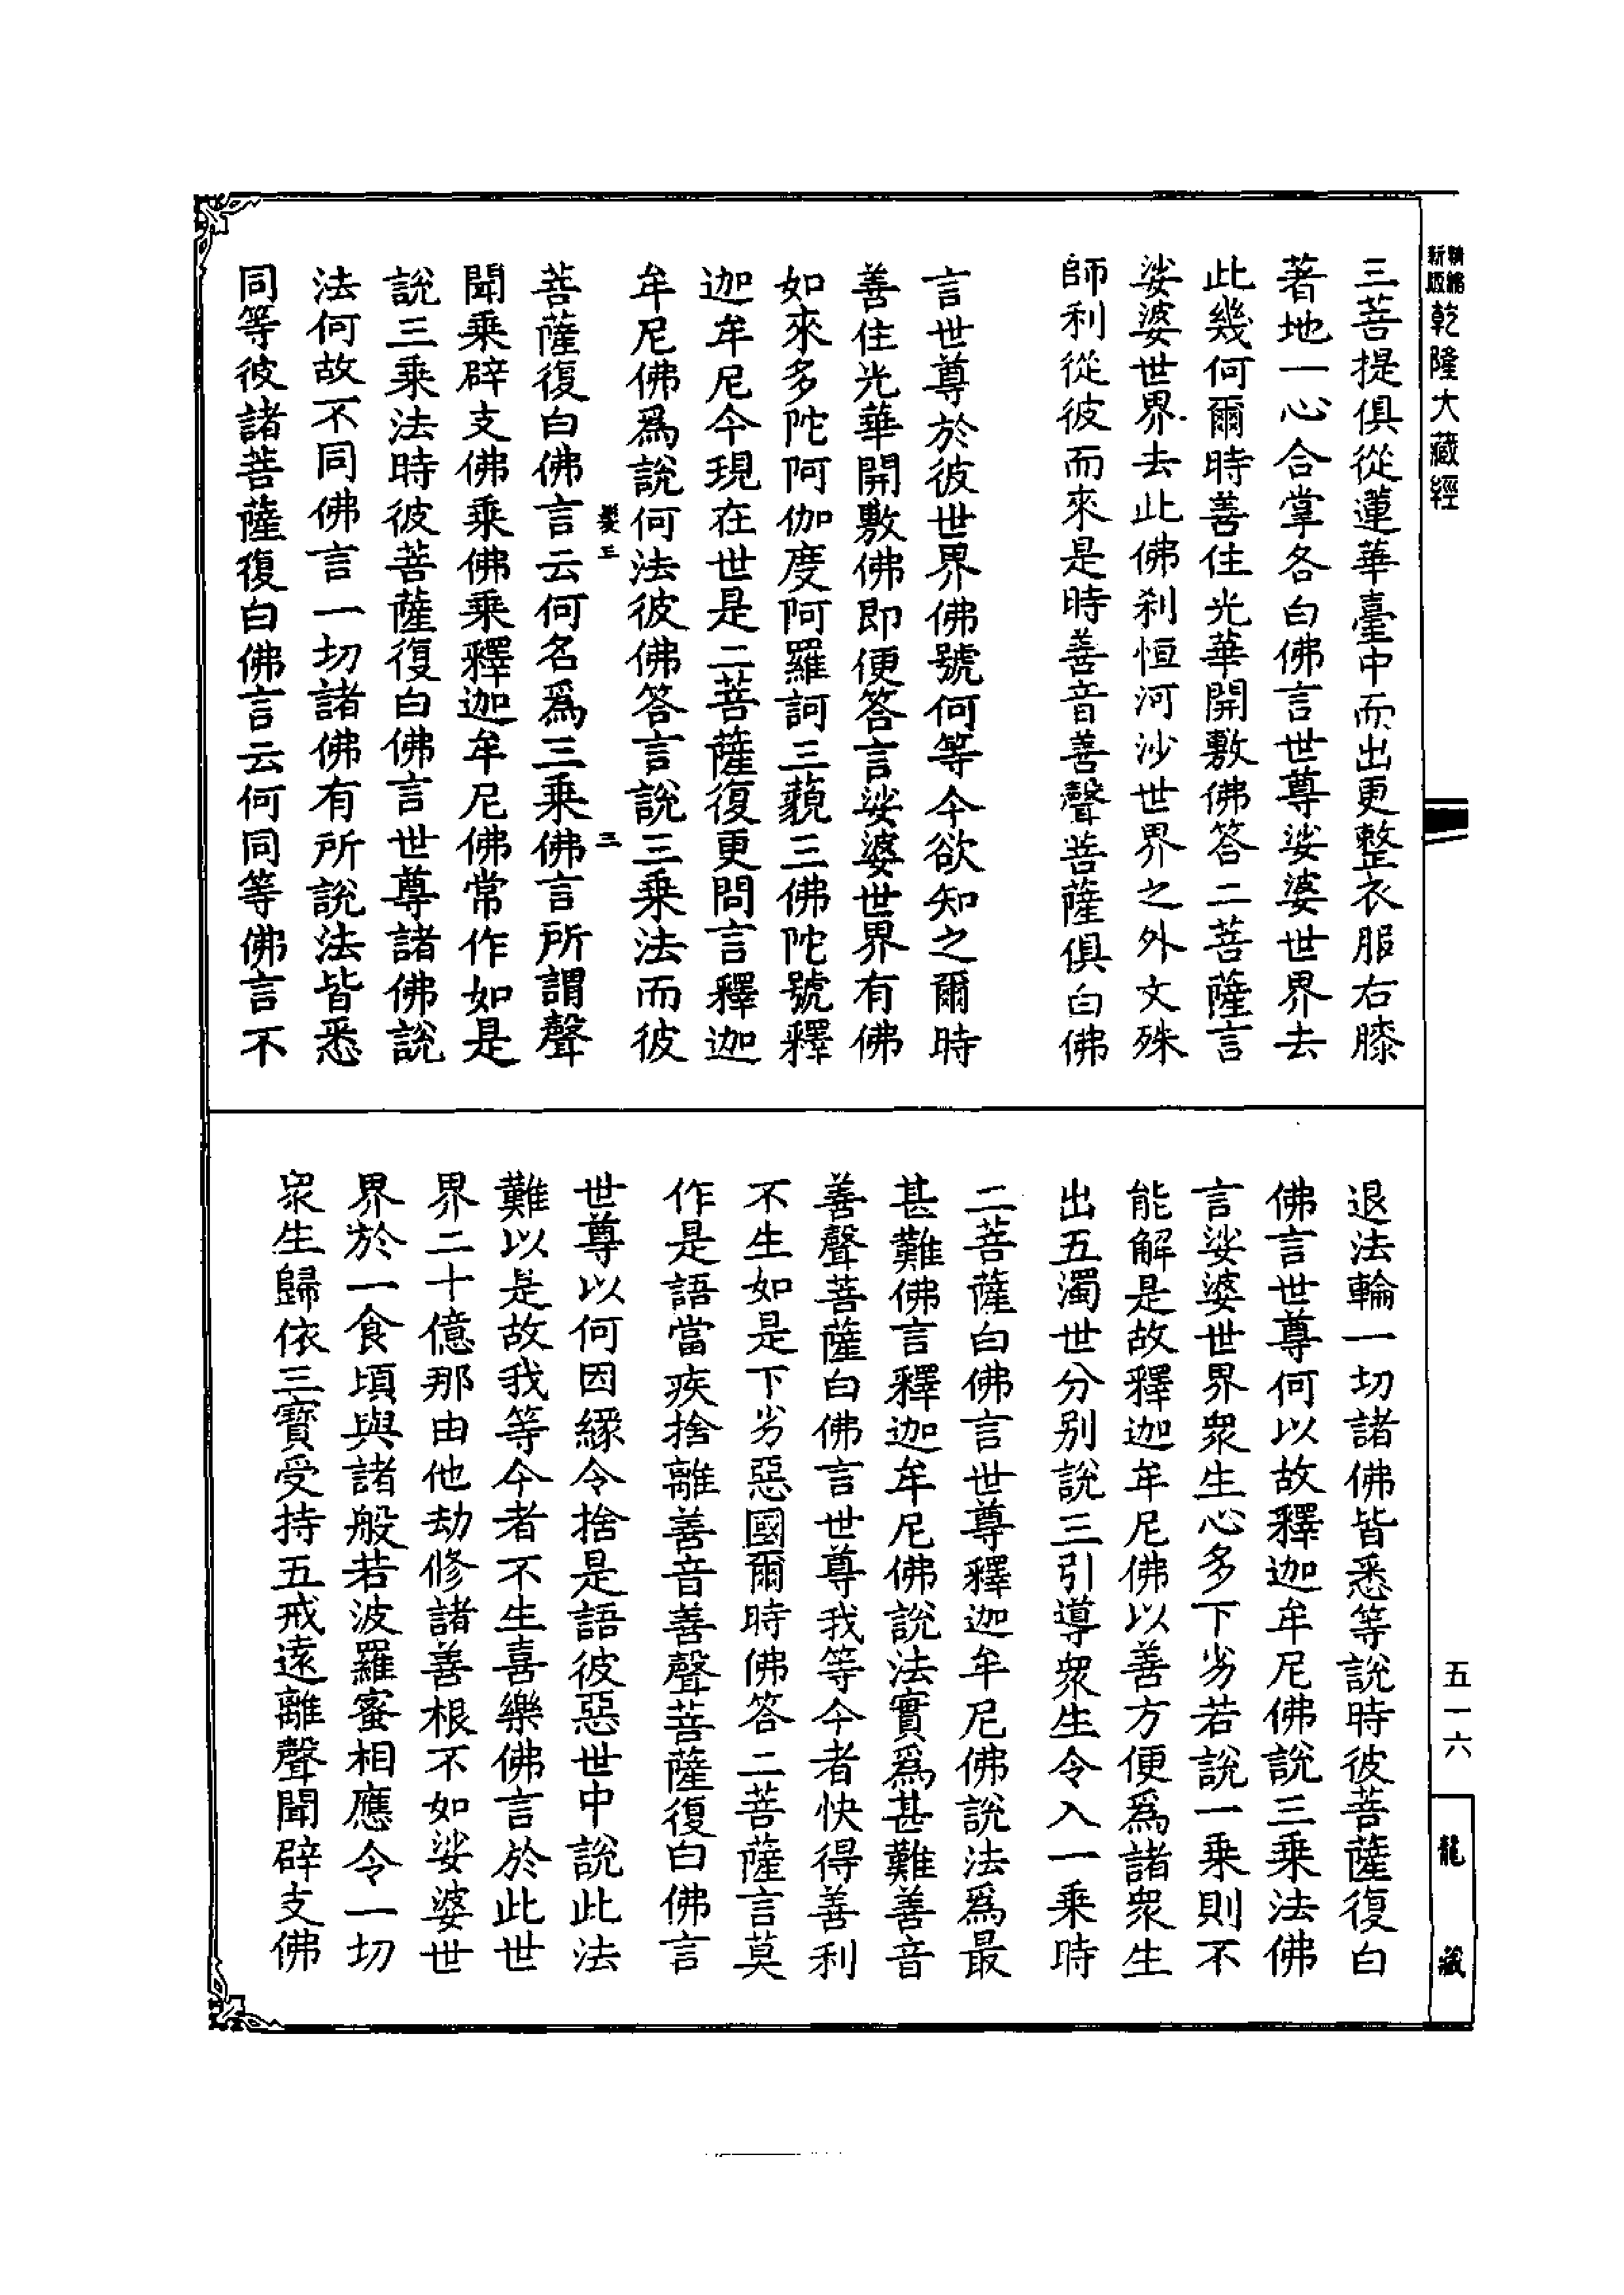 精縮新版乾隆大藏經
三菩提俱從蓮華臺中而出更整衣服右膝
著地一心合掌各白佛言世尊娑婆世界去
此幾何爾時善住光華開敷佛答二菩薩言
娑婆世界去此佛刹恒河沙世界之外文殊
師利從彼而來是時善音善聲菩薩俱白佛
言世尊於彼世界佛號何等今欲知之爾時
善住光華開敷佛即便答言娑婆世界有佛
如來多陀阿伽度阿羅訶三藐三佛陀號釋
迦牟尼今現在世是二菩薩復更問言釋迦
牟尼佛爲說何法彼佛答言說三乘法而彼
三
菩薩復白佛言云何名爲三乘佛言所謂聲
聞乘辟支佛乘佛乘釋迦牟尼佛常作如是
說三乘法時彼菩薩復白佛言世尊諸佛說
法何故不同佛言一切諸佛有所說法皆悉
同等彼諸菩薩復白佛言云何同等佛言不
退法輪一切諸佛皆悉等說時彼菩薩復白
佛言世尊何以故釋迦牟尼佛說三乘法佛
言娑婆世界衆生心多下劣若說一乘則不
能解是故釋迦牟尼佛以善方便爲諸衆生
出五濁世分别說三引導衆生令入一乘時
二菩薩白佛言世尊釋迦牟尼佛說法爲最
甚難佛言釋迦牟尼佛說法實爲甚難善音
善聲菩薩白佛言世尊我等今者快得善利
不生如是下劣惡國爾時佛答二菩薩言莫
作是語當疾捨離善音善聲菩薩復白佛言
世尊以何因緣令捨是語彼惡世中說此法
難以是故我等今者不生喜樂佛言於此世
界二十億那由他劫修諸善根不如娑婆世
界於一食頃與諸般若波羅蜜相應令一切
衆生歸依三寶受持五戒遠離聲聞辟支佛
五一六
龍藏